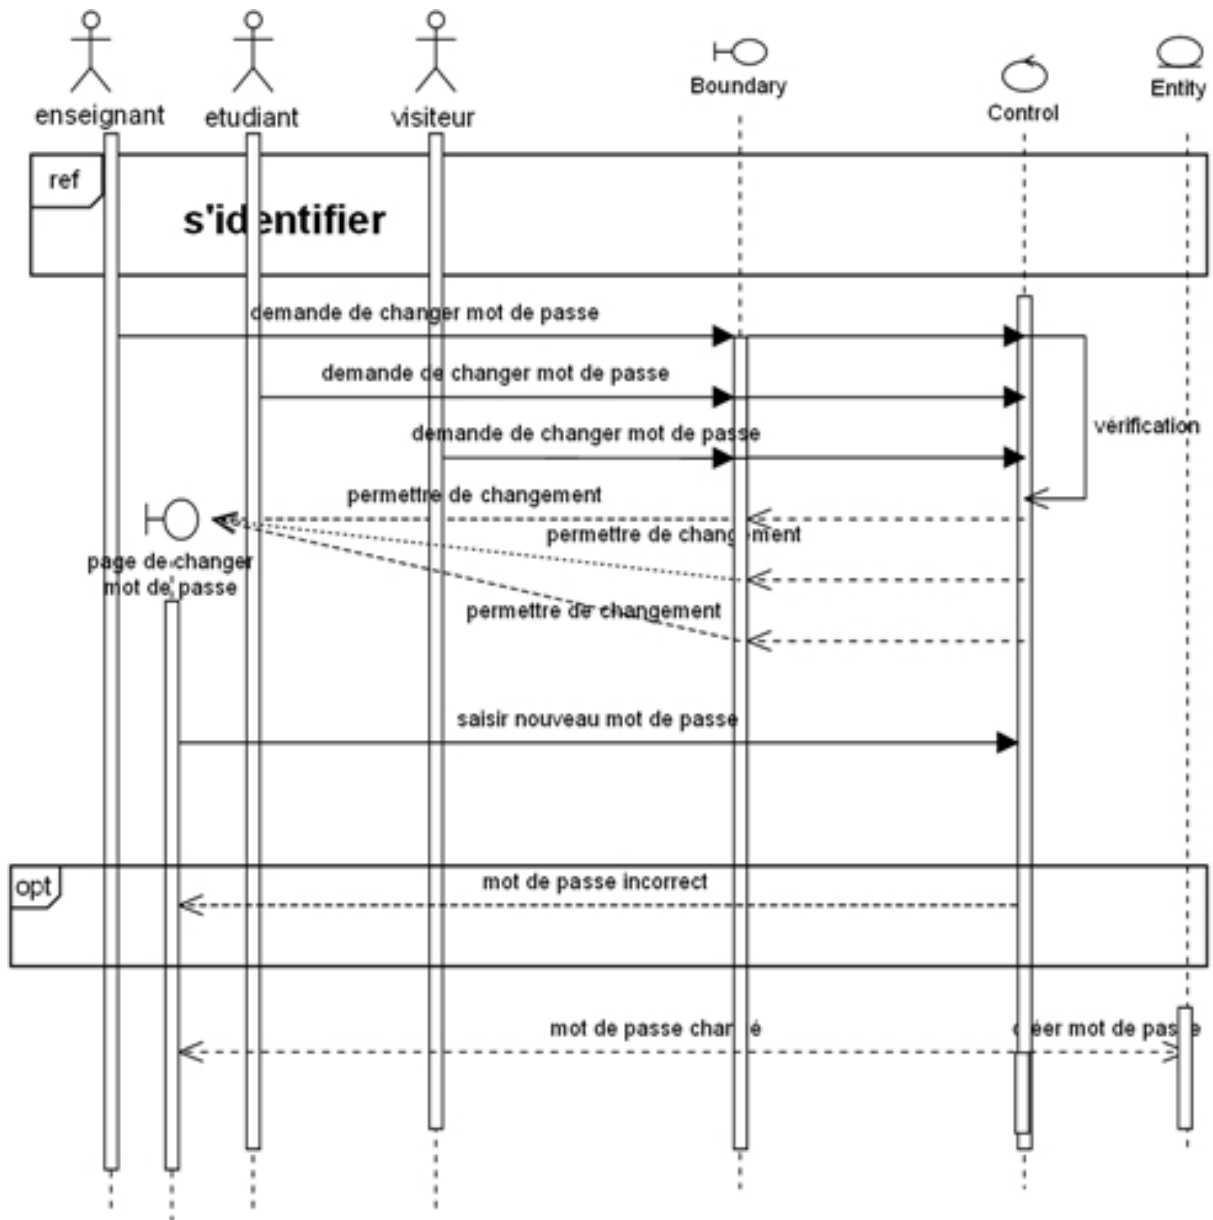 enseignant
etudiant
visiteur
Boundary
Control
Entity
ref
s'identifier
demande de changer mot de passe
demande de changer mot de passe
demande de changer mot de passe
vérification
permettre de changement
permettre de changement
page de changer
mot de passe
permettre de changement
saisir nouveau mot de passe
opt
mot de passe incorrect
mot de passe changé
créer mot de passe